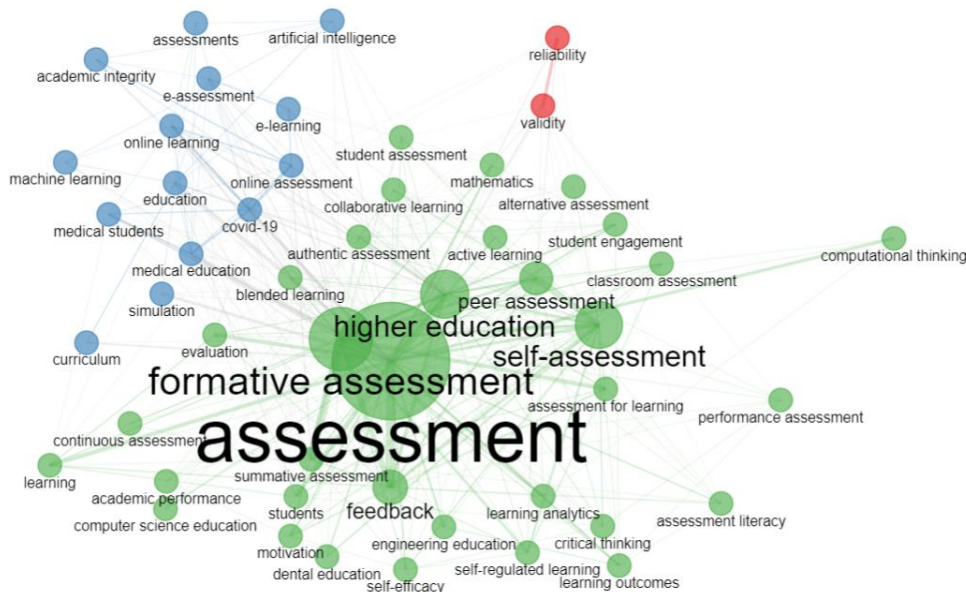 assessments
artificial intelligence
reliability
academic integrity
e-assessment
e-learning
validity
online learning
student assessment
machine learning
online assessment
mathematics
education
collaborative learning
alternative assessment
medical students
covid-19
student engagement
authentic assessment
active learning
computational thinking
medical education
blended learning
peer assessment
classroom assessment
simulation
higher education
evaluation
self-assessment
curriculum
formative assessment
assessment for learning
performance assessment
assessment
continuous assessment
summative assessment
learning
academic performance
students
feedback
learning analytics
assessment literacy
computer science education
motivation
engineering education
critical thinking
dental education
self-regulated learning
self-efficacy
learning outcomes